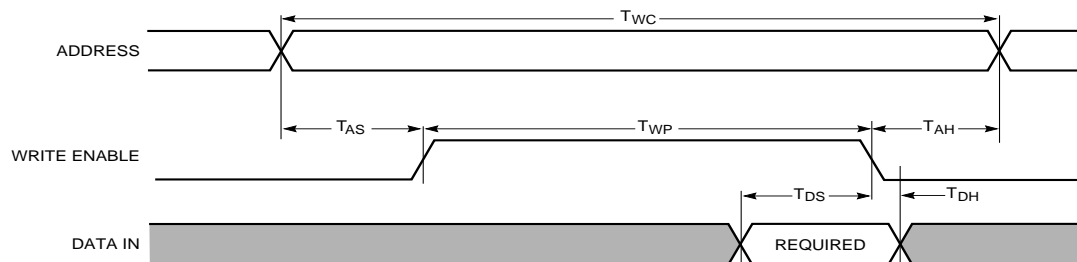 TWC
ADDRESS
TAS
TWP
TAH
WRITE ENABLE
TDS
TDH
DATA IN
REQUIRED